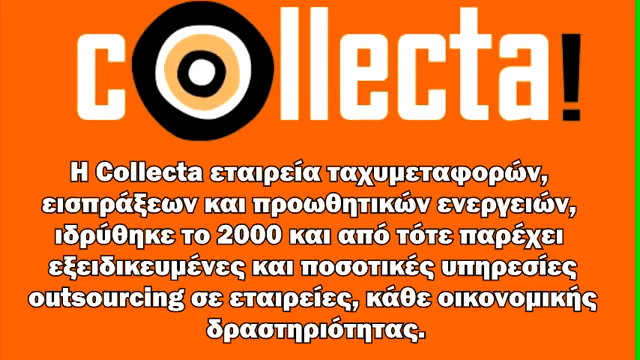 collecta!
Η Collecta εταιρεία ταχυμεταφορών,
εισπράξεων και προωθητικών ενεργειών,
ιδρύθηκε το 2000 και από τότε παρέχει
εξειδικευμένες και ποσοτικές υπηρεσίες
outsourcing σε εταιρείες, κάθε οικονομικής
δραστηριότητας.